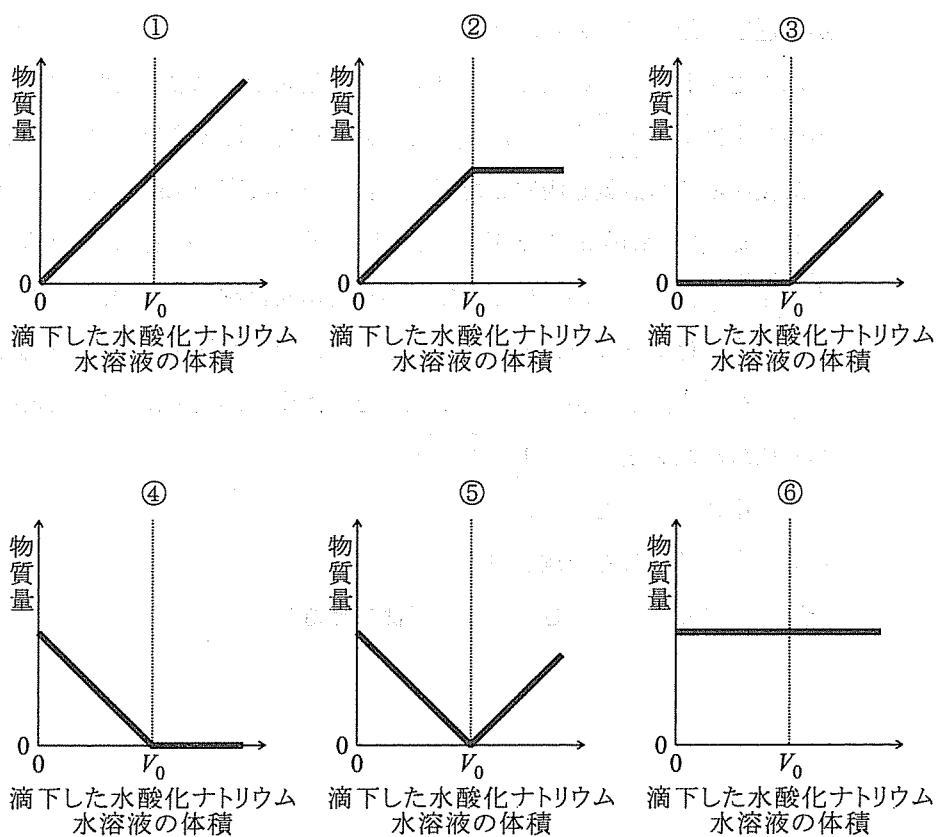 ①
物質量
0
0
V₀
滴下した水酸化ナトリウム
水溶液の体積
②
物質量
0
0
V₀
滴下した水酸化ナトリウム
水溶液の体積
③
物質量
0
0
V₀
滴下した水酸化ナトリウム
水溶液の体積
④
物質量
0
0
V₀
滴下した水酸化ナトリウム
水溶液の体積
⑤
物質量
0
0
V₀
滴下した水酸化ナトリウム
水溶液の体積
⑥
物質量
0
0
V₀
滴下した水酸化ナトリウム
水溶液の体積